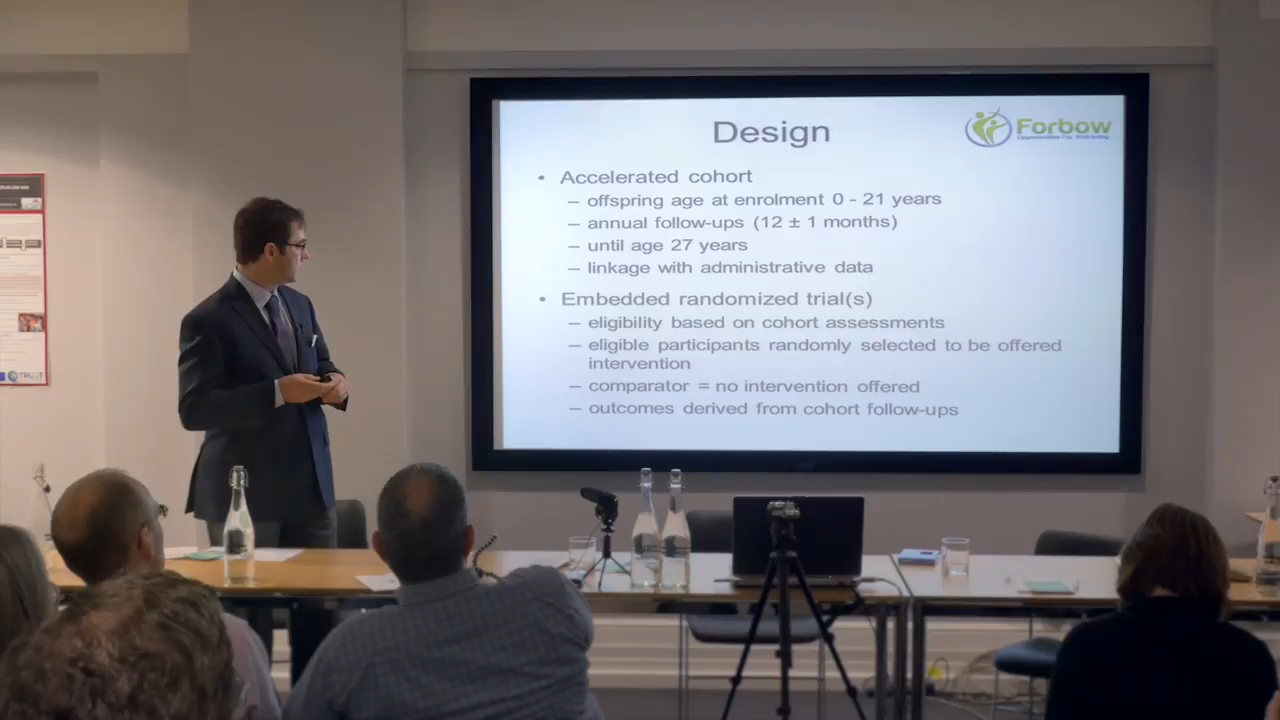 Design
Forbow
• Accelerated cohort
– offspring age at enrolment 0 - 21 years
– annual follow-ups (12 ± 1 months)
– until age 27 years
– linkage with administrative data
• Embedded randomized trial(s)
– eligibility based on cohort assessments
– eligible participants randomly selected to be offered
intervention
– comparator = no intervention offered
– outcomes derived from cohort follow-ups